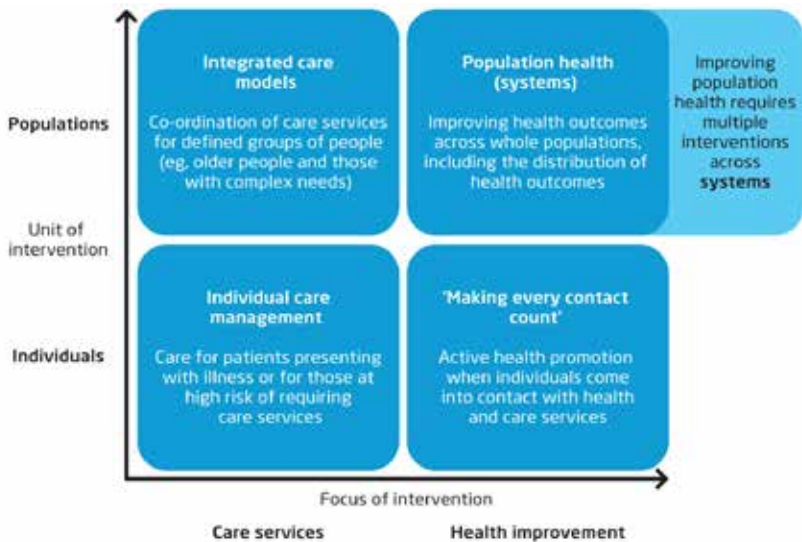 Integrated care
models
Co-ordination of care services
for defined groups of people
(eg, older people and those
with complex needs)
Population health
(systems)
Improving health outcomes
across whole populations,
including the distribution of
health outcomes
Improving
population
health requires
multiple
interventions
across
systems
Populations
Unit of
intervention
Individual care
management
Care for patients presenting
with illness or for those at
high risk of requiring
care services
'Making every contact
count'
Active health promotion
when individuals come
into contact with health
and care services
Individuals
Focus of intervention
Care services
Health improvement